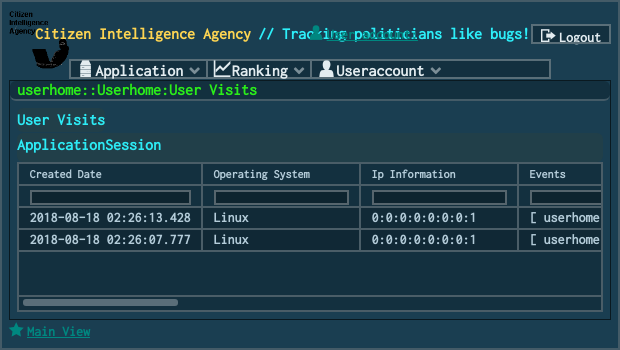 Citizen
Intelligence
Agency
Citizen Intelligence Agency // Tracking politicians like bugs!
Logout
Application Ranking Useraccount
userhome::Userhome:User Visits
User Visits
ApplicationSession
Created Date Operating System Ip Information Events
2018-08-18 02:26:13.428 Linux 0:0:0:0:0:0:0:1 [ userhome
2018-08-18 02:26:07.777 Linux 0:0:0:0:0:0:0:1 [ userhome
Main View